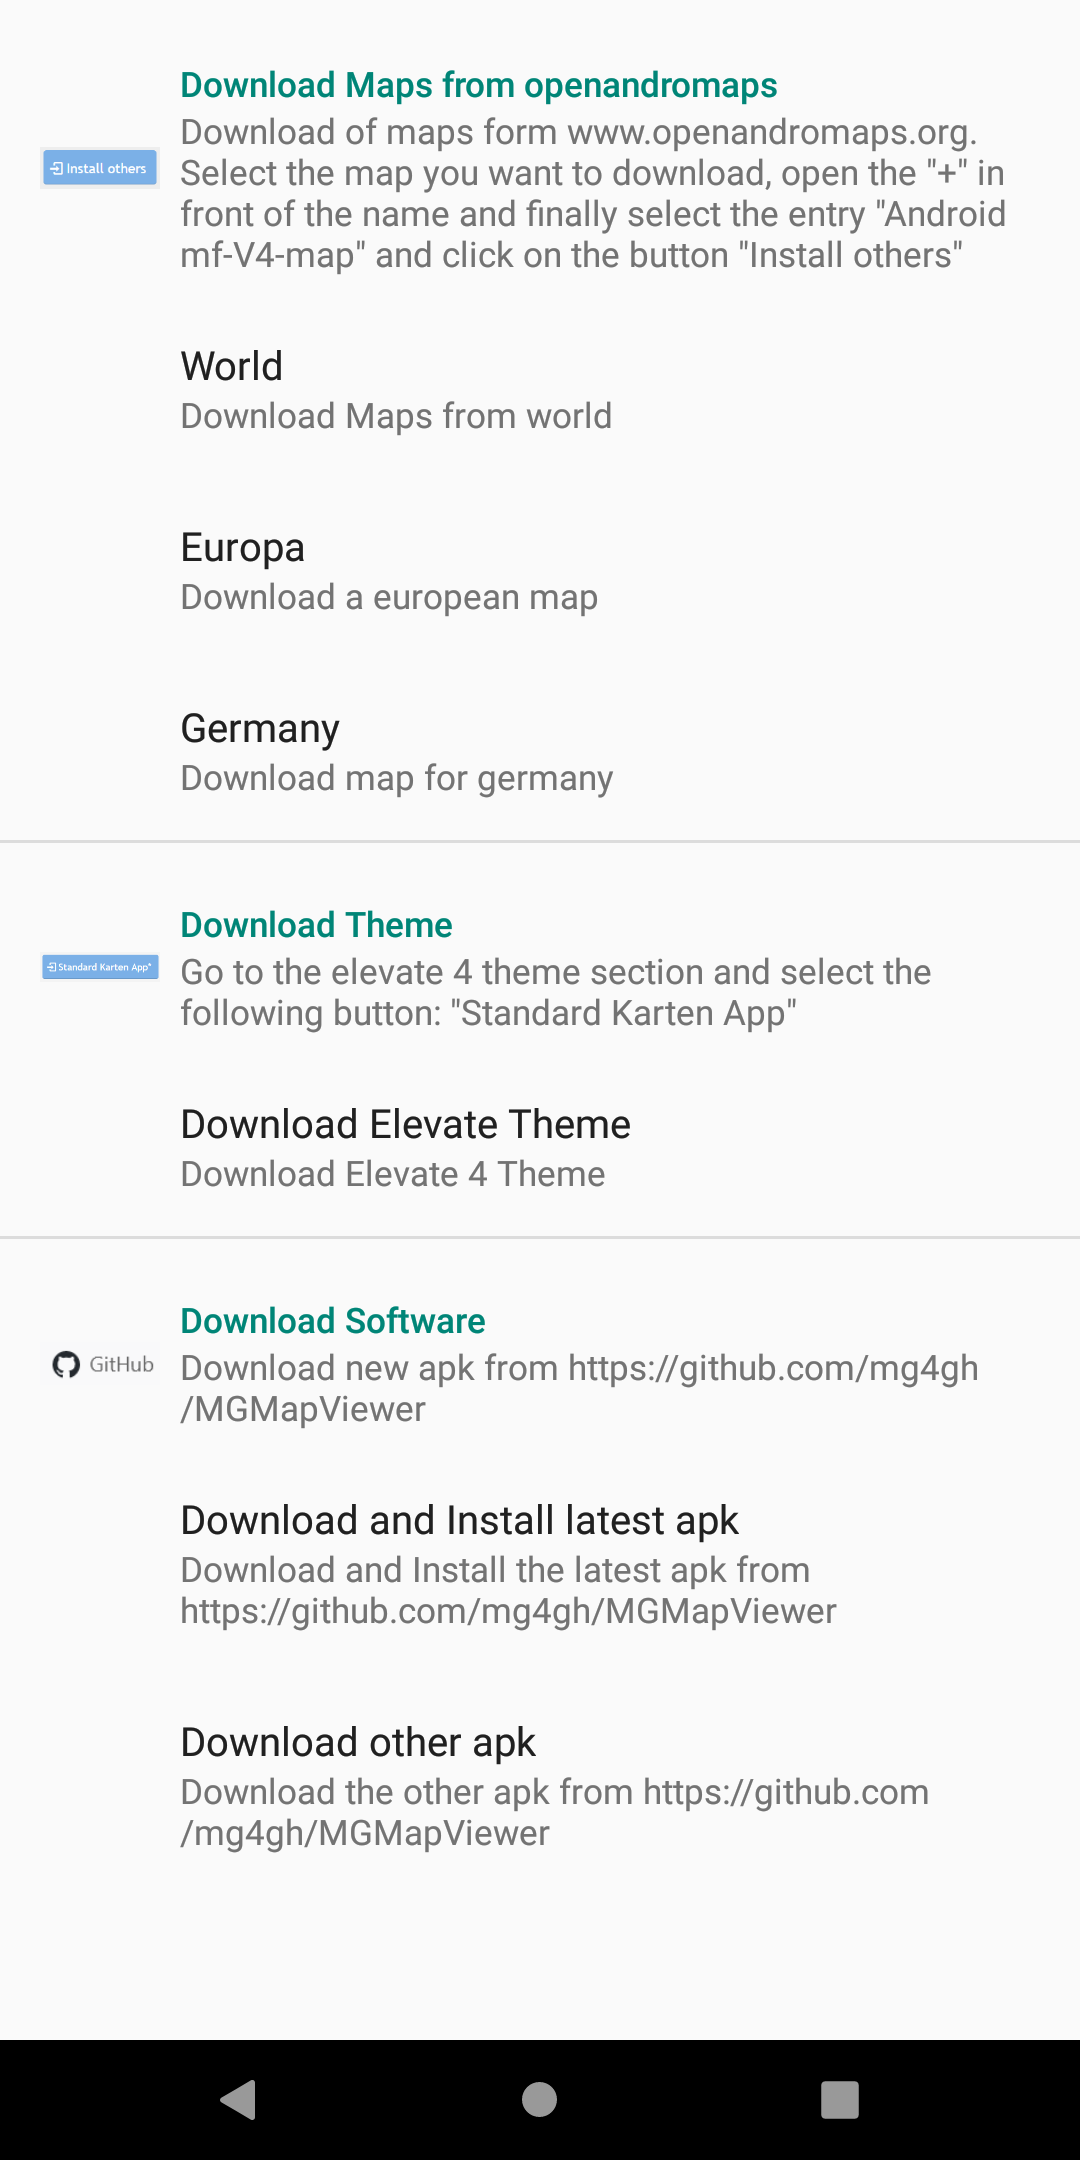 Download Maps from openandromaps
Download of maps form www.openandromaps.org.
Install others
Select the map you want to download, open the "+" in
front of the name and finally select the entry "Android
mf-V4-map" and click on the button "Install others"
World
Download Maps from world
Europa
Download a european map
Germany
Download map for germany
Download Theme
Standard Karten App*
Go to the elevate 4 theme section and select the
following button: "Standard Karten App"
Download Elevate Theme
Download Elevate 4 Theme
Download Software
GitHub
Download new apk from https://github.com/mg4gh
/MGMapViewer
Download and Install latest apk
Download and Install the latest apk from
https://github.com/mg4gh/MGMapViewer
Download other apk
Download the other apk from https://github.com
/mg4gh/MGMapViewer